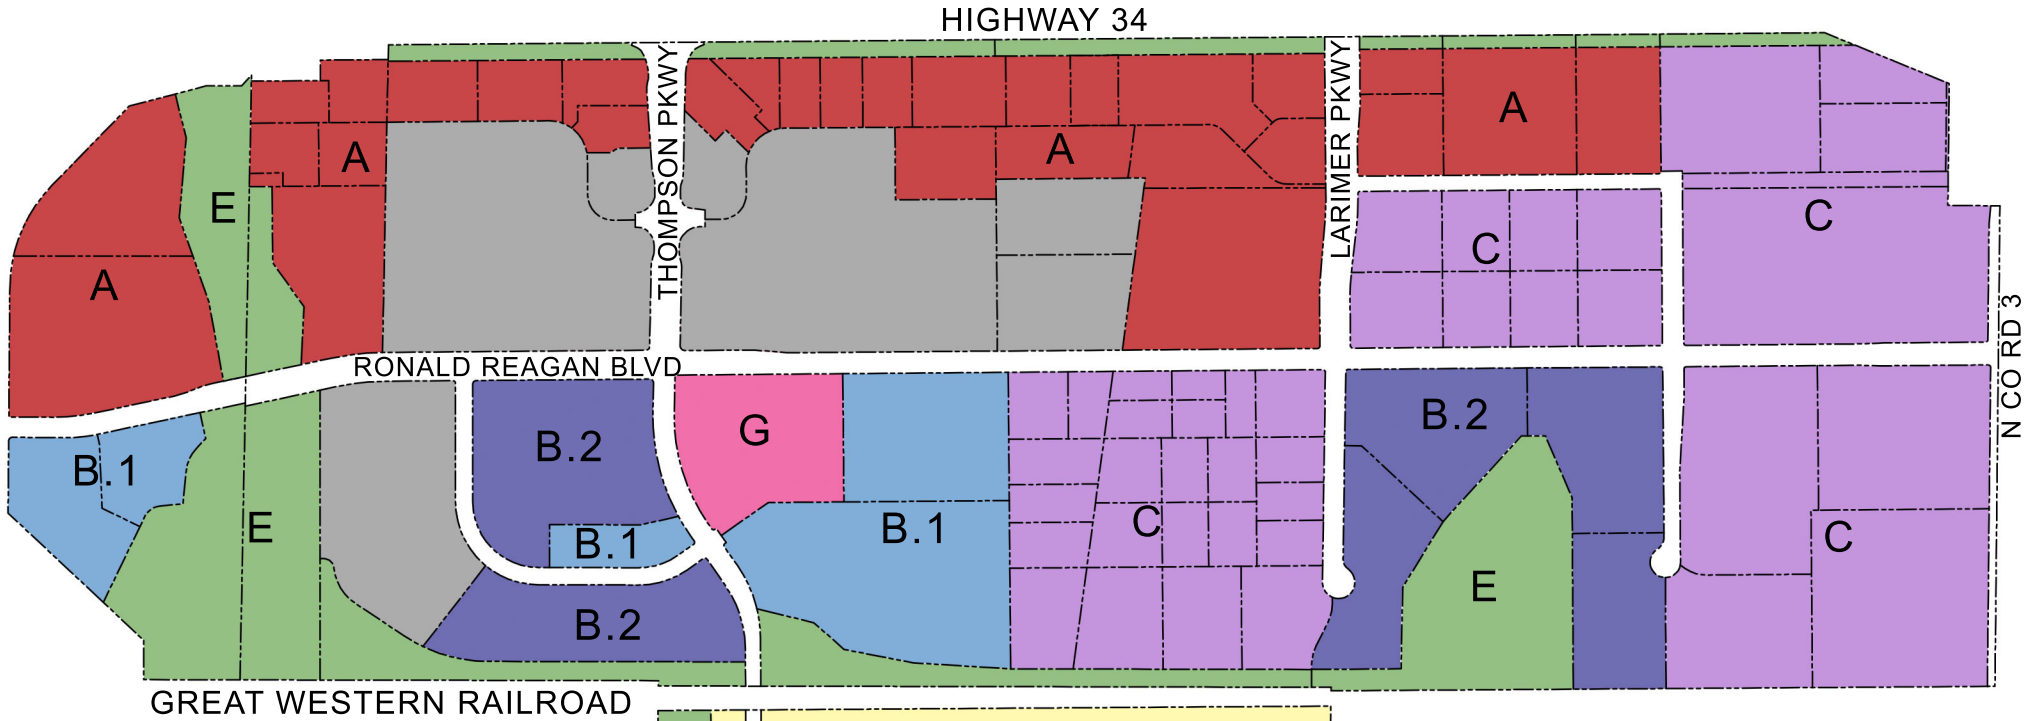 HIGHWAY 34
THOMPSON PKWY
LARIMER PKWY
A
A
A
A
E
C
C
N CO RD 3
RONALD REAGAN BLVD
B.1
B.2
G
B.2
E
B.1
B.1
C
C
E
B.2
GREAT WESTERN RAILROAD